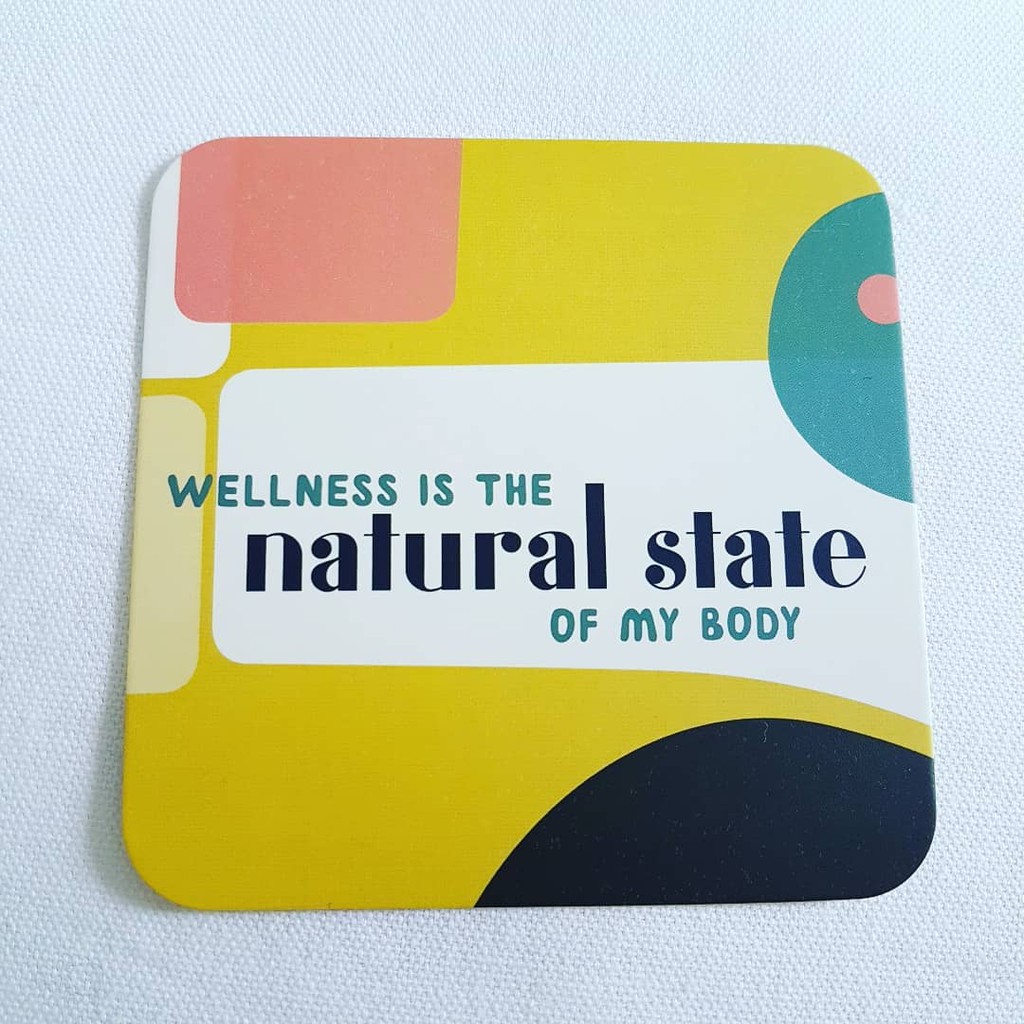 WELLNESS IS THE
natural state
OF MY BODY